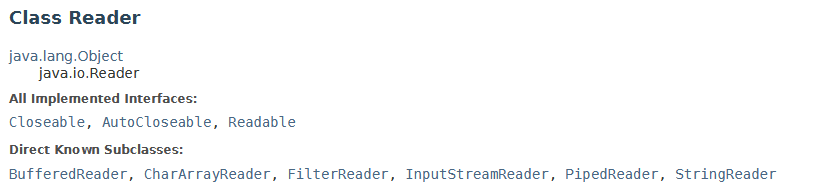 Class Reader
java.lang.Object
java.io.Reader
All Implemented Interfaces:
Closeable, AutoCloseable, Readable
Direct Known Subclasses:
BufferedReader, CharArrayReader, FilterReader, InputStreamReader, PipedReader, StringReader